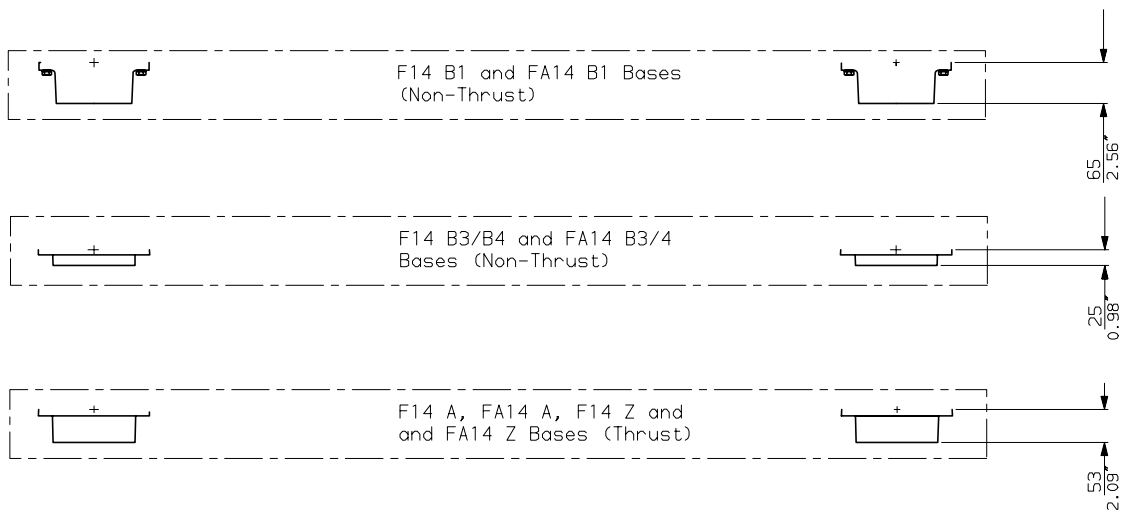 F14 B1 and FA14 B1 Bases
(Non-Thrust)
65
2.56"
F14 B3/B4 and FA14 B3/4
Bases (Non-Thrust)
25
0.98"
F14 A, FA14 A, F14 Z and
and FA14 Z Bases (Thrust)
53
2.09"